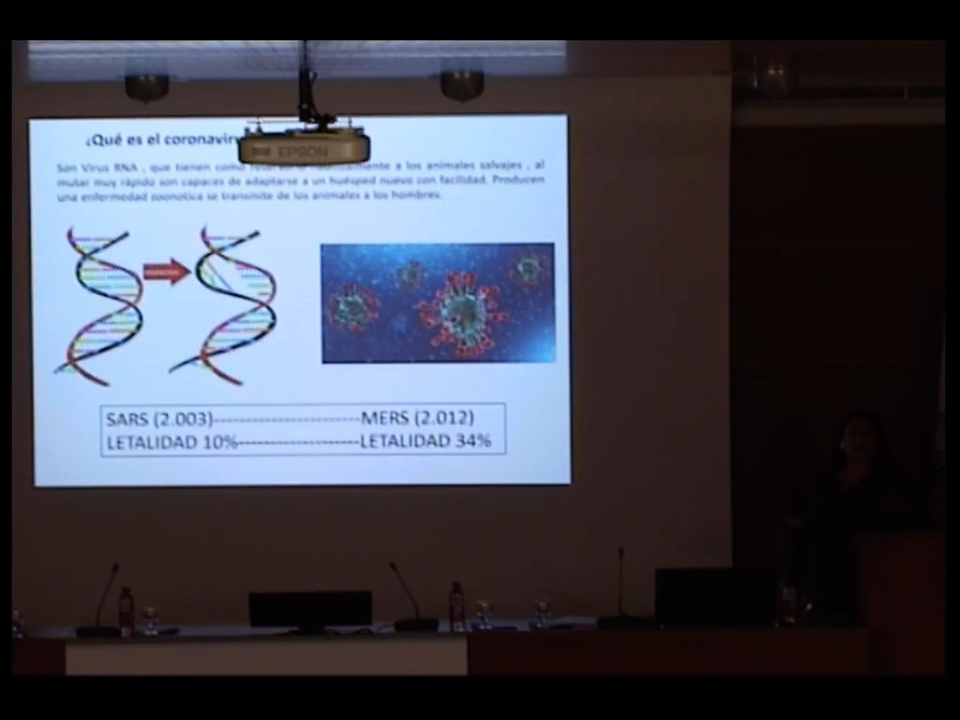 ¿Qué es el coronavirus
EPSON
Son Virus RNA , que tienen como habitualmente a los animales salvajes , al
mutar muy rápido son capaces de adaptarse a un huésped nuevo con facilidad. Producen
una enfermedad zoonotica se transmite de los animales a los hombres.
SARS (2.003)-----------------------MERS (2.012)
LETALIDAD 10%-------------------LETALIDAD 34%